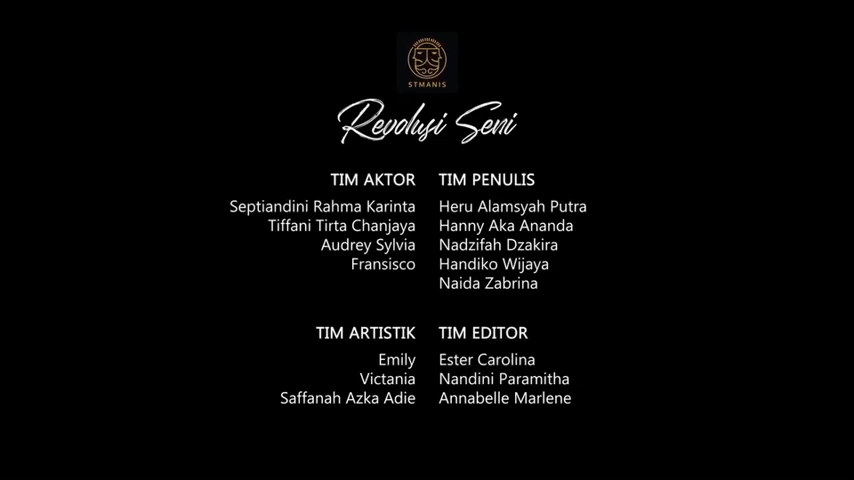 STMANIS
Revolusi Seni
TIM AKTOR
Septiandini Rahma Karinta
Tiffani Tirta Chanjaya
Audrey Sylvia
Fransisco
TIM PENULIS
Heru Alamsyah Putra
Hanny Aka Ananda
Nadzifah Dzakira
Handiko Wijaya
Naida Zabrina
TIM ARTISTIK
Emily
Victania
Saffanah Azka Adie
TIM EDITOR
Ester Carolina
Nandini Paramitha
Annabelle Marlene